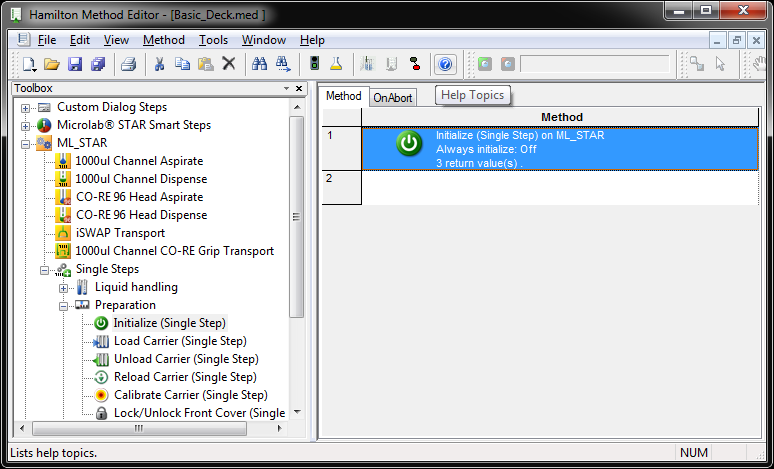 Hamilton Method Editor - [Basic_Deck.med ]
File Edit View Method Tools Window Help
Toolbox
Custom Dialog Steps
Microlab® STAR Smart Steps
ML_STAR
1000ul Channel Aspirate
1000ul Channel Dispense
CO-RE 96 Head Aspirate
CO-RE 96 Head Dispense
iSWAP Transport
1000ul Channel CO-RE Grip Transport
Single Steps
Liquid handling
Preparation
Initialize (Single Step)
Load Carrier (Single Step)
Unload Carrier (Single Step)
Reload Carrier (Single Step)
Calibrate Carrier (Single Step)
Lock/Unlock Front Cover (Single
Method OnAbort
Help Topics
Method
1
Initialize (Single Step) on ML_STAR
Always initialize: Off
3 return value(s) .
2
Lists help topics.
NUM